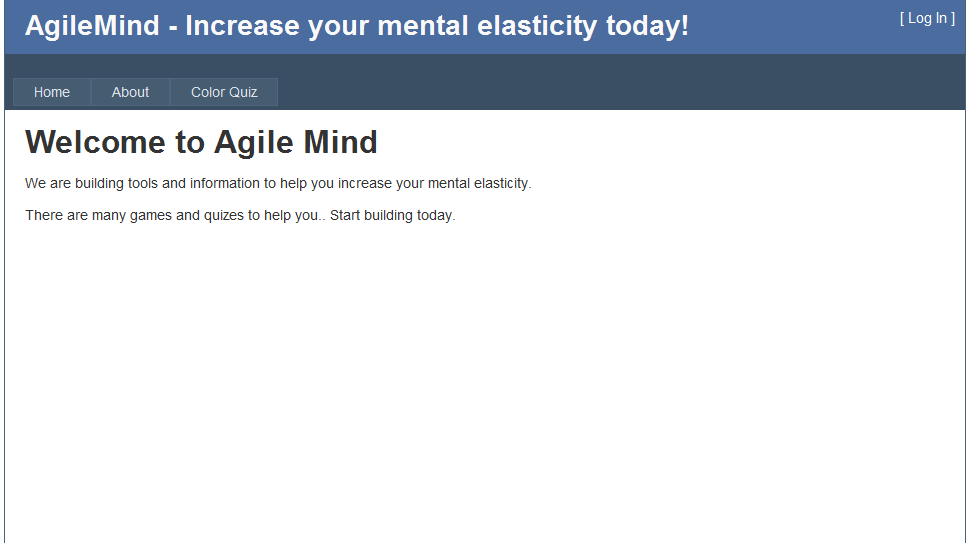 AgileMind - Increase your mental elasticity today!
[ Log In ]
Home About Color Quiz
Welcome to Agile Mind
We are building tools and information to help you increase your mental elasticity.
There are many games and quizes to help you.. Start building today.